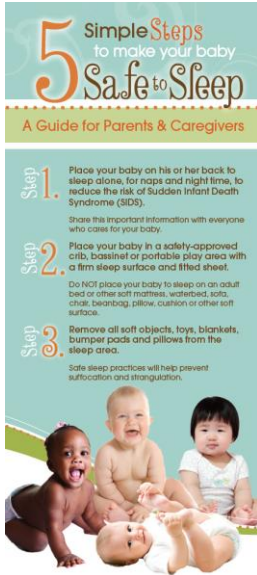 5 Simple Steps
to make your baby
Safe to Sleep
A Guide for Parents & Caregivers
Step 1. Place your baby on his or her back to
sleep alone, for naps and night time, to
reduce the risk of Sudden Infant Death
Syndrome (SIDS).
Share this important information with everyone
who cares for your baby.
Step 2. Place your baby in a safety-approved
crib, bassinet or portable play area with
a firm sleep surface and fitted sheet.
Do NOT place your baby to sleep on an adult
bed or other soft mattress, waterbed, sofa,
chair, beanbag, pillow, cushion or other soft
surface.
Step 3. Remove all soft objects, toys, blankets,
bumper pads and pillows from the
sleep area.
Safe sleep practices will help prevent
suffocation and strangulation.